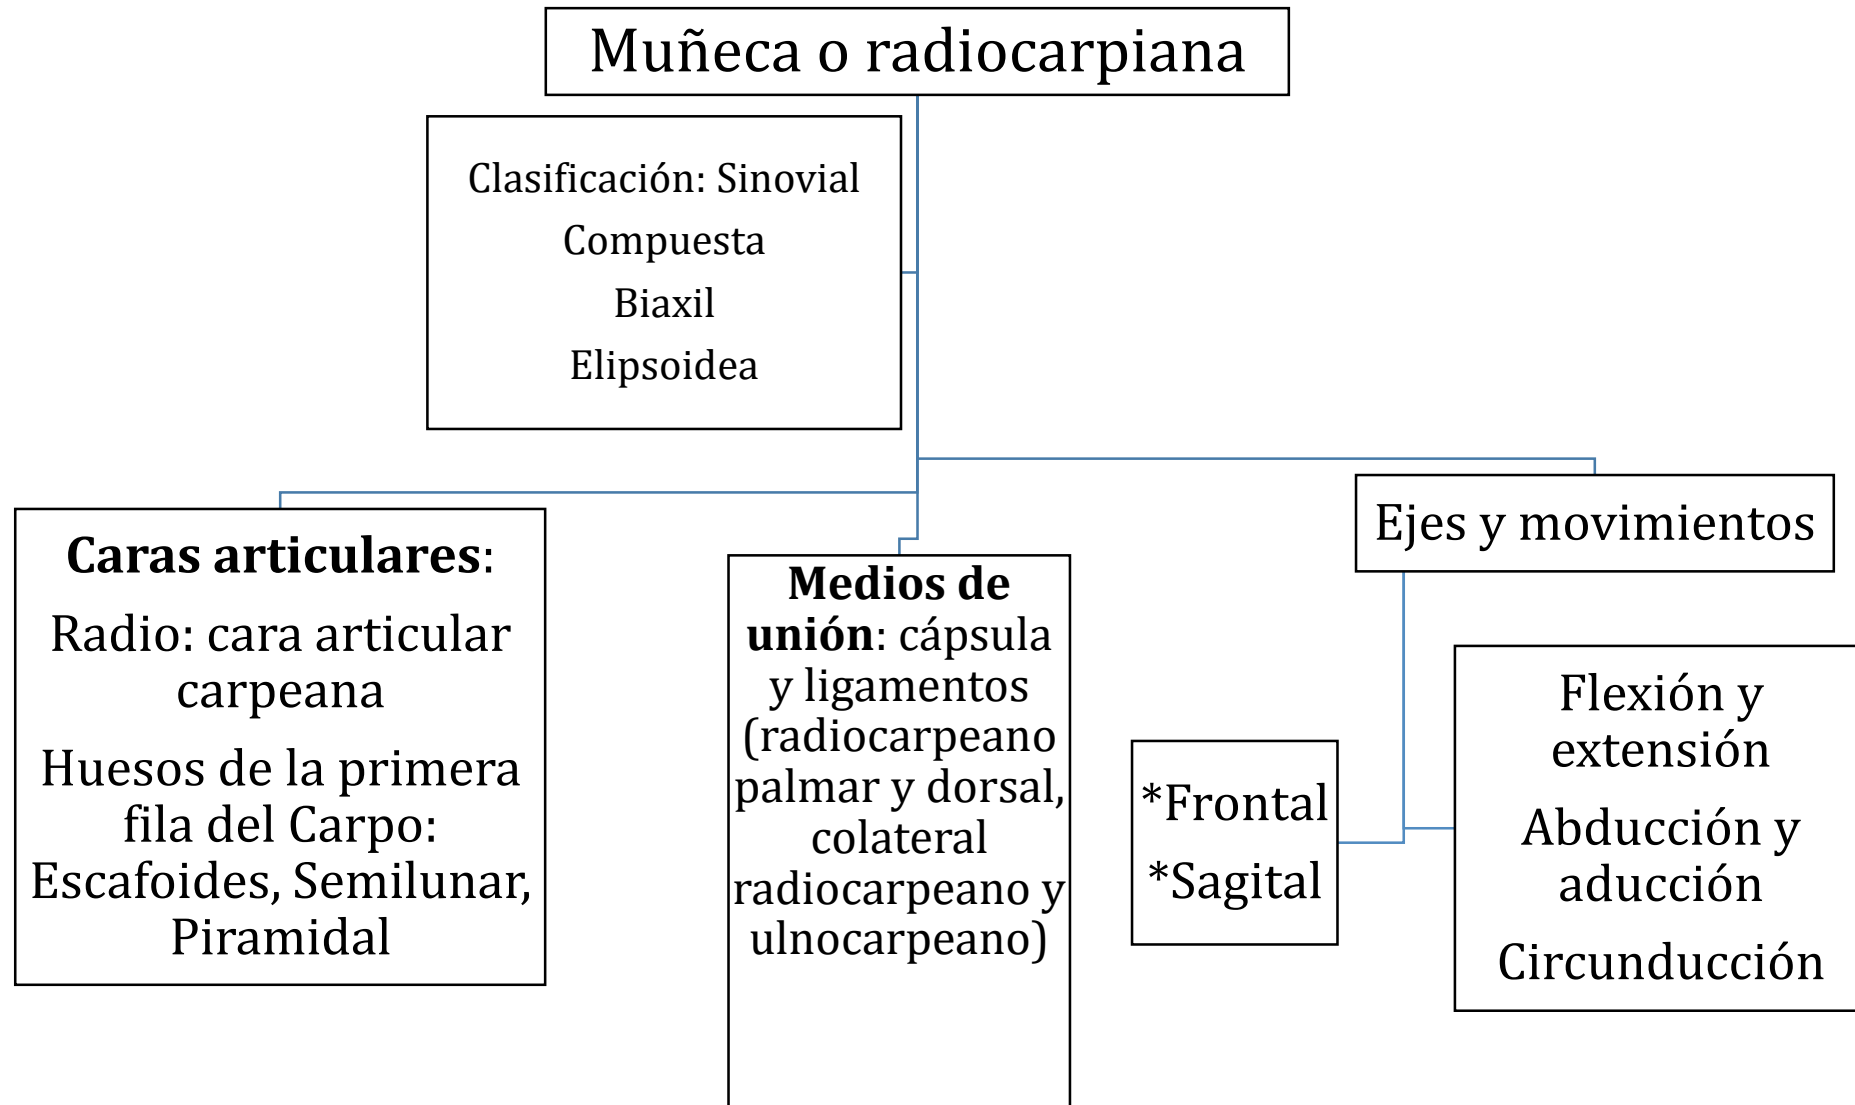 Muñeca o radiocarpiana
Clasificación: Sinovial
Compuesta
Biaxil
Elipsoidea
Caras articulares:
Radio: cara articular
carpeana
Huesos de la primera
fila del Carpo:
Escafoides, Semilunar,
Piramidal
Medios de
unión: cápsula
y ligamentos
(radiocarpeano
palmar y dorsal,
colateral
radiocarpeano y
ulnocarpeano)
Ejes y movimientos
*Frontal
*Sagital
Flexión y
extensión
Abducción y
aducción
Circunducción